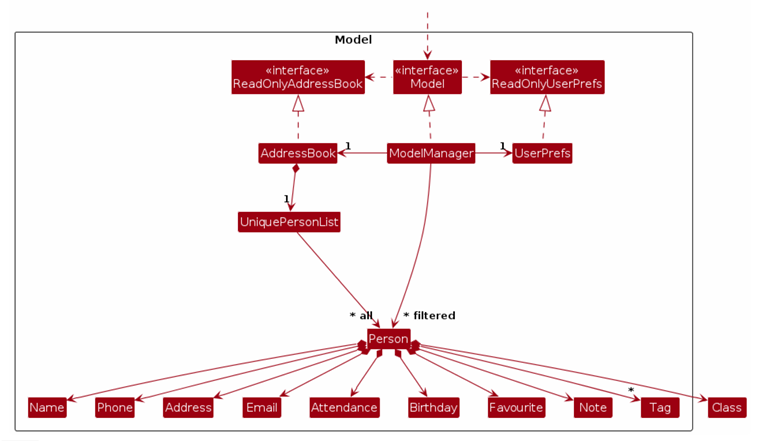 Model
«interface»
ReadOnlyAddressBook
«interface»
Model
«interface»
ReadOnlyUserPrefs
AddressBook
1
ModelManager
1
UserPrefs
1
UniquePersonList
* all
* filtered
Person
*
Name
Phone
Address
Email
Attendance
Birthday
Favourite
Note
Tag
Class